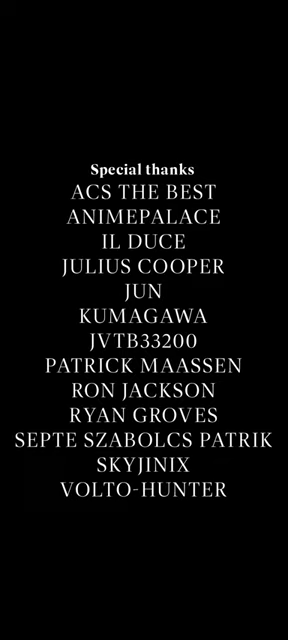 Special thanks
ACS THE BEST
ANIMEPALACE
IL DUCE
JULIUS COOPER
JUN
KUMAGAWA
JVTB33200
PATRICK MAASSEN
RON JACKSON
RYAN GROVES
SEPTE SZABOLCS PATRIK
SKYJINIX
VOLTO-HUNTER